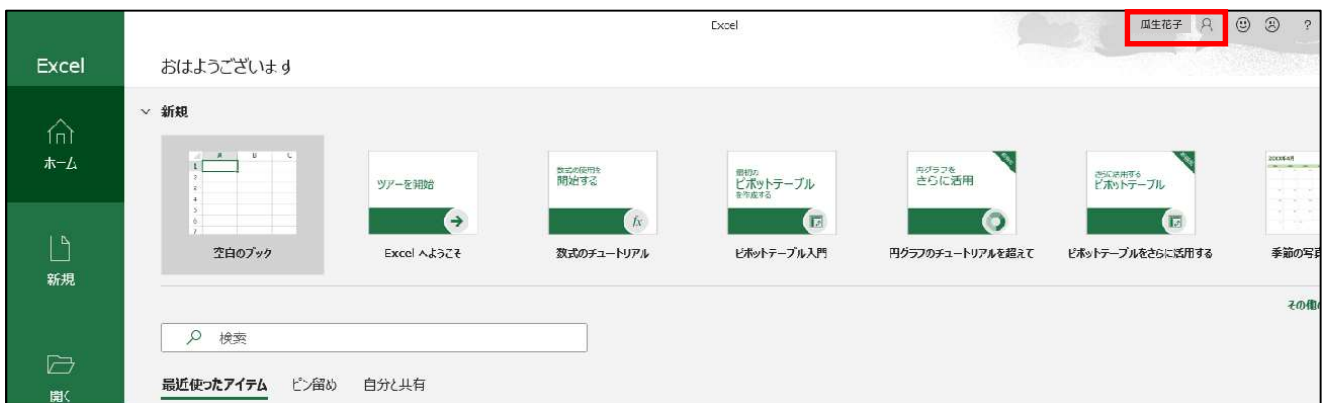 Excel
瓜生花子
?
Excel
おはようございます
ホーム
新規
開く
新規
空白のブック
ツアーを開始
Excel へようこそ
数式の使用を
開始する
fx
数式のチュートリアル
最初の
ピボットテーブル
を作成する
ピボットテーブル入門
円グラフを
さらに活用
円グラフのチュートリアルを超えて
さらに活用する
ピボットテーブル
ピボットテーブルをさらに活用する
季節の写真
その他の
検索
最近使ったアイテム
ピン留め
自分と共有